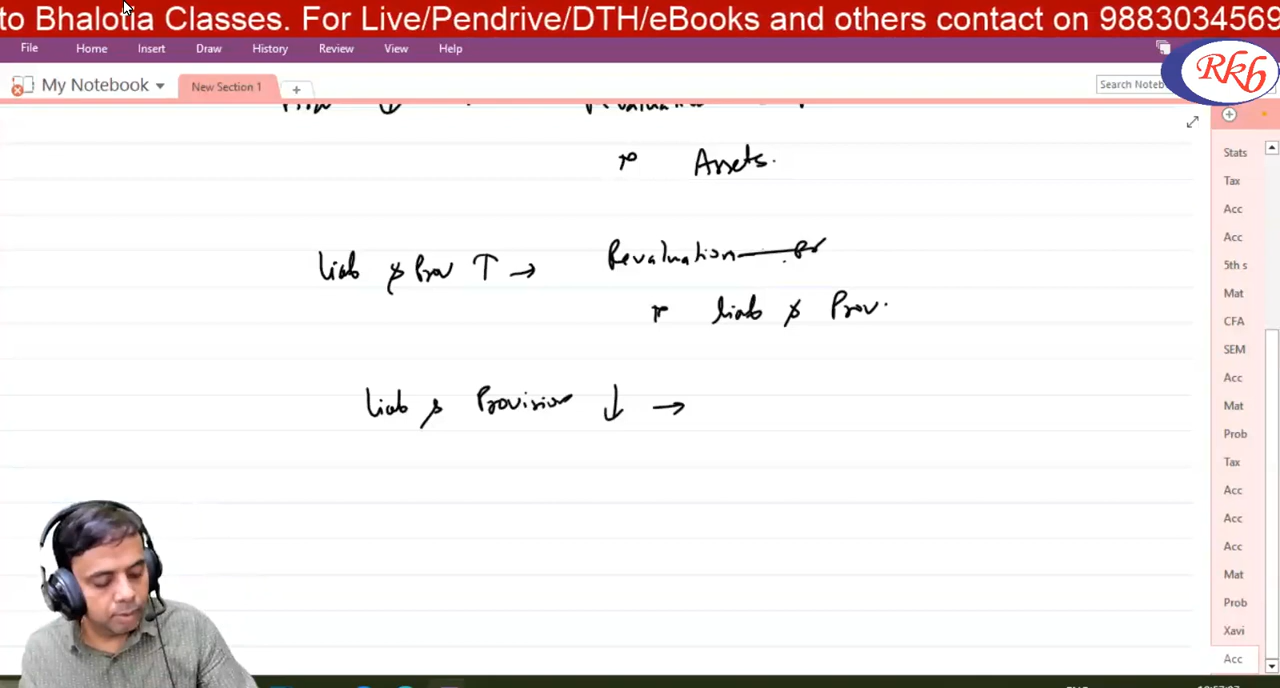 to Bhalotia Classes. For Live/Pendrive/DTH/eBooks and others contact on 9883034569
File Home Insert Draw History Review View Help
Rkb
My Notebook New Section 1 + Search Noteb
Revaluation
Assets.
Stats
Tax
Acc
Acc
liab & Prov ↑ → Revaluation — Dr
5th s
Mat
to liab & Prov.
CFA
SEM
Acc
liab & Provision ↓ →
Mat
Prob
Tax
Acc
Acc
Acc
Mat
Prob
Xavi
Acc